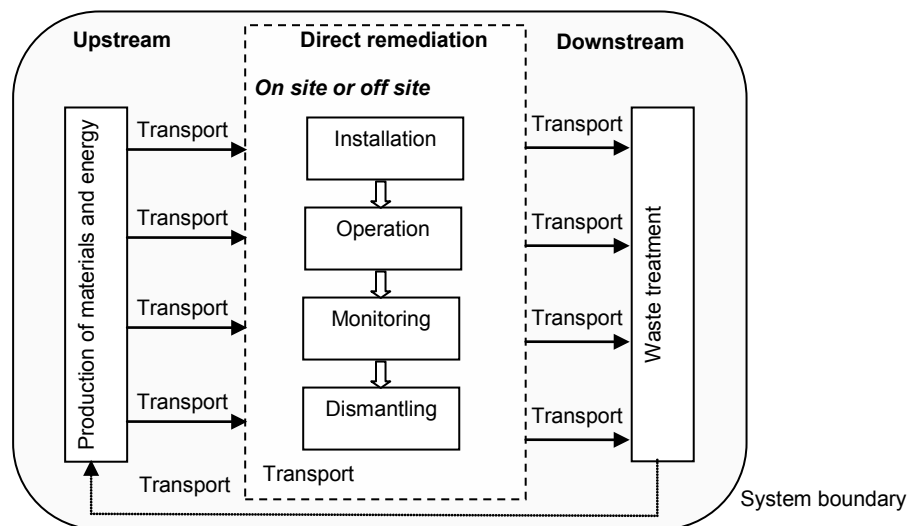 Upstream
Direct remediation
Downstream
On site or off site
Production of materials and energy
Transport
Transport
Transport
Transport
Installation
Operation
Monitoring
Dismantling
Transport
Transport
Transport
Transport
Transport
Waste treatment
Transport
System boundary